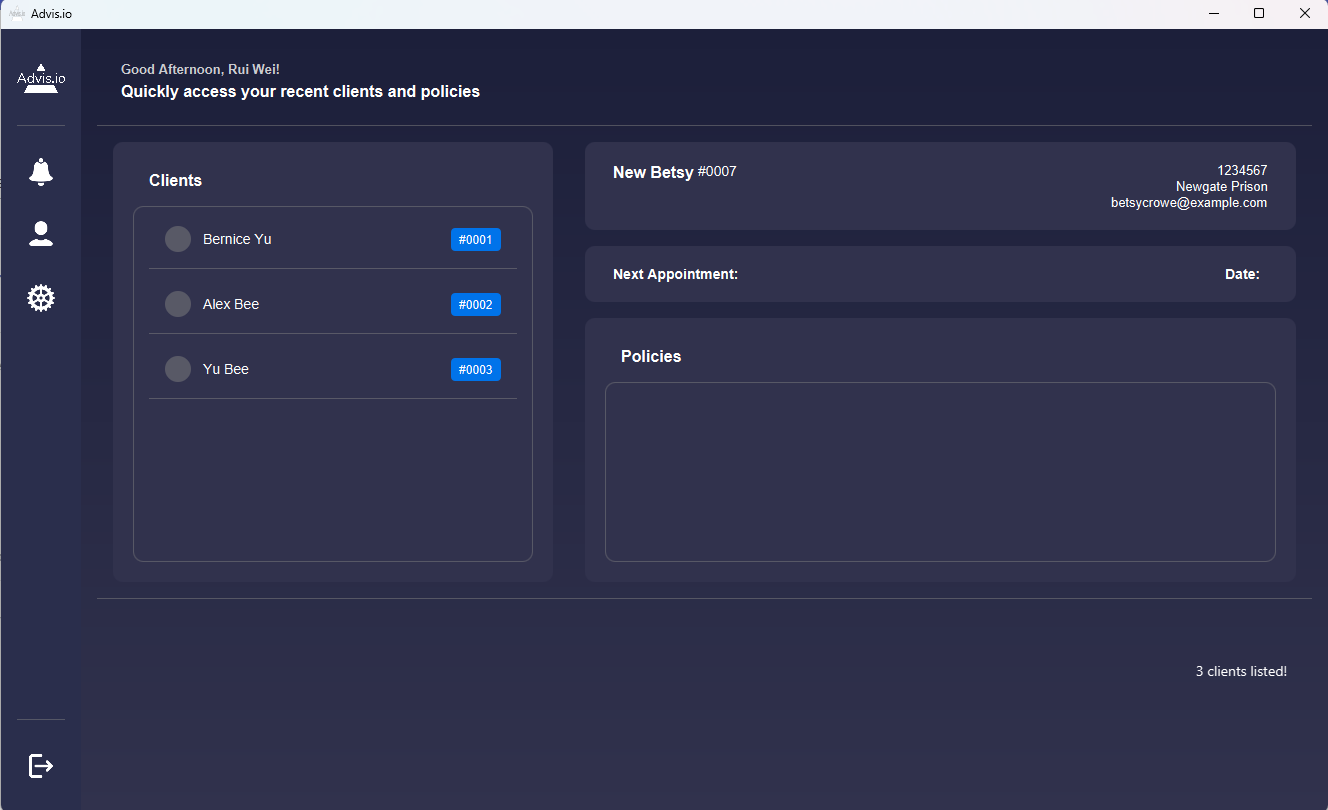 Advis.io
Advis.io
Good Afternoon, Rui Wei!
Quickly access your recent clients and policies
Clients
Bernice Yu #0001
Alex Bee #0002
Yu Bee #0003
New Betsy #0007
1234567
Newgate Prison
betsycrowe@example.com
Next Appointment: Date:
Policies
3 clients listed!